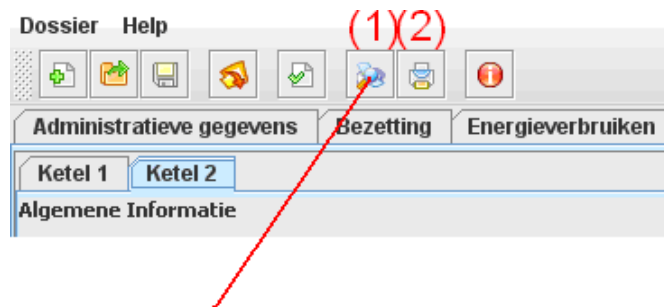 Dossier Help (1)(2)
Administratieve gegevens Bezetting Energieverbruiken
Ketel 1 Ketel 2
Algemene Informatie